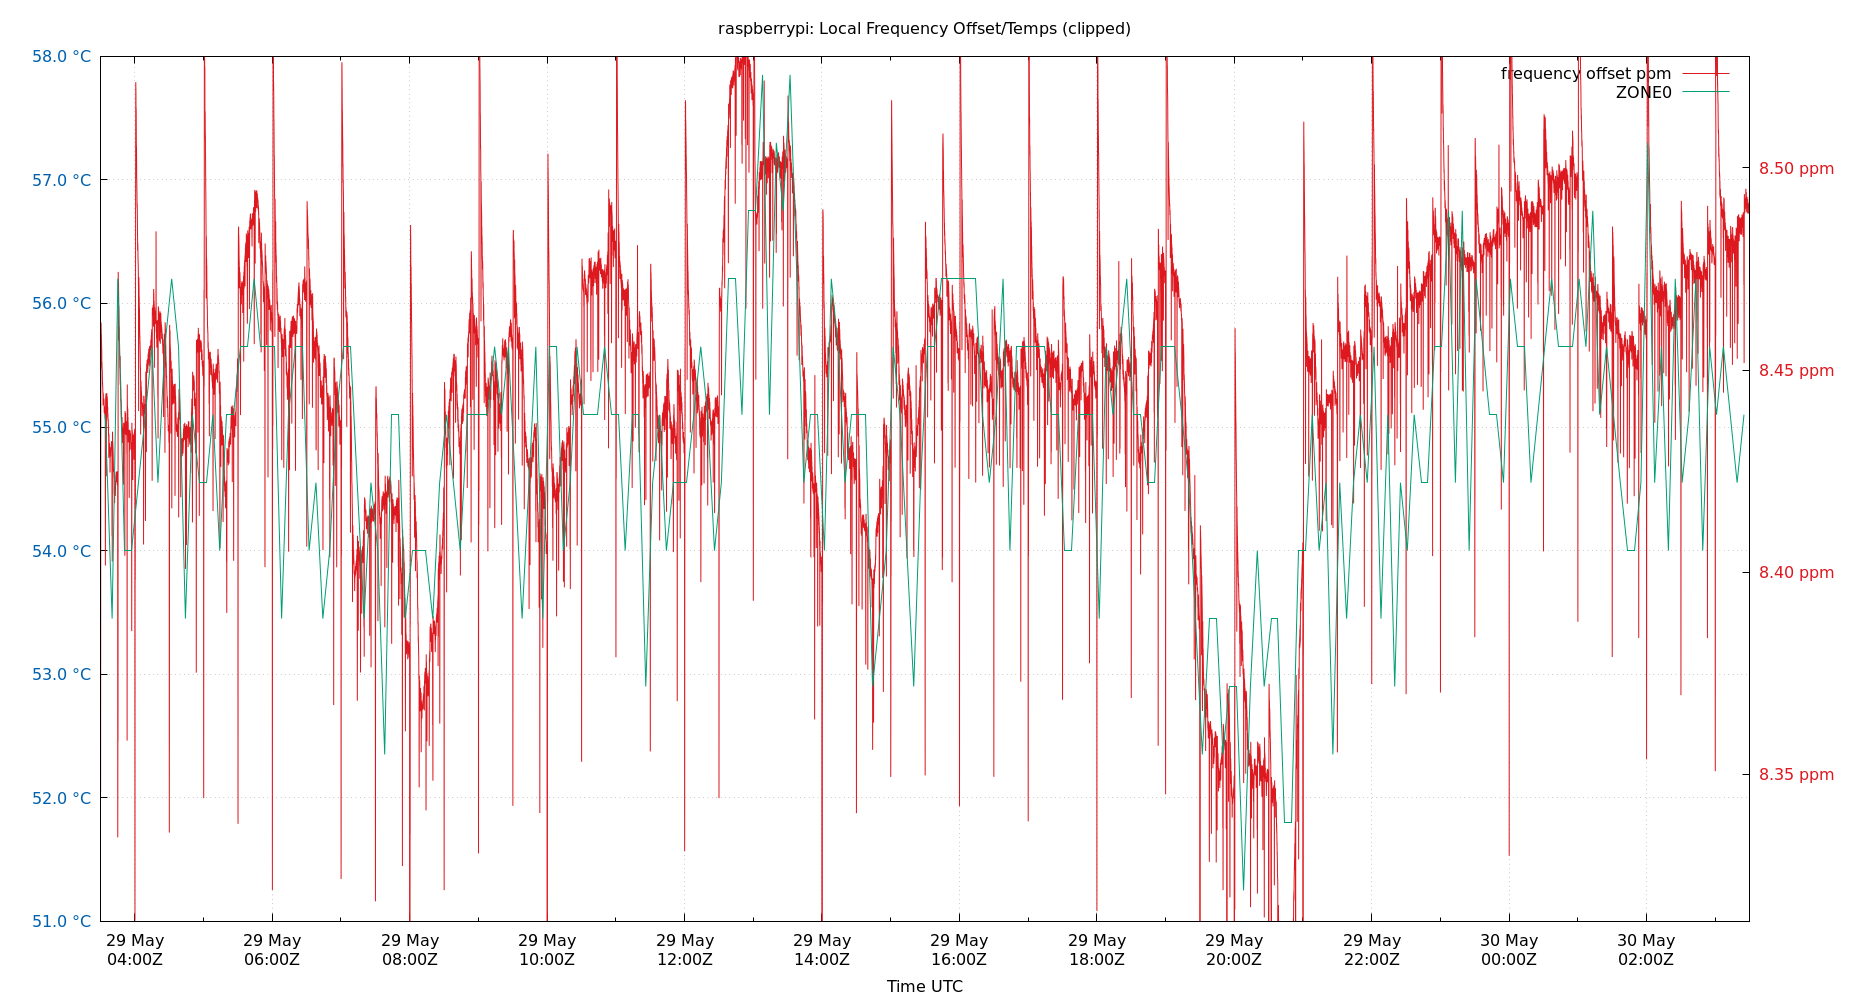 raspberrypi: Local Frequency Offset/Temps (clipped)
58.0 °C
57.0 °C
56.0 °C
55.0 °C
54.0 °C
53.0 °C
52.0 °C
51.0 °C
frequency offset ppm
ZONE0
8.50 ppm
8.45 ppm
8.40 ppm
8.35 ppm
29 May 29 May 29 May 29 May 29 May 29 May 29 May 29 May 29 May 29 May 30 May 30 May
04:00Z 06:00Z 08:00Z 10:00Z 12:00Z 14:00Z 16:00Z 18:00Z 20:00Z 22:00Z 00:00Z 02:00Z
Time UTC